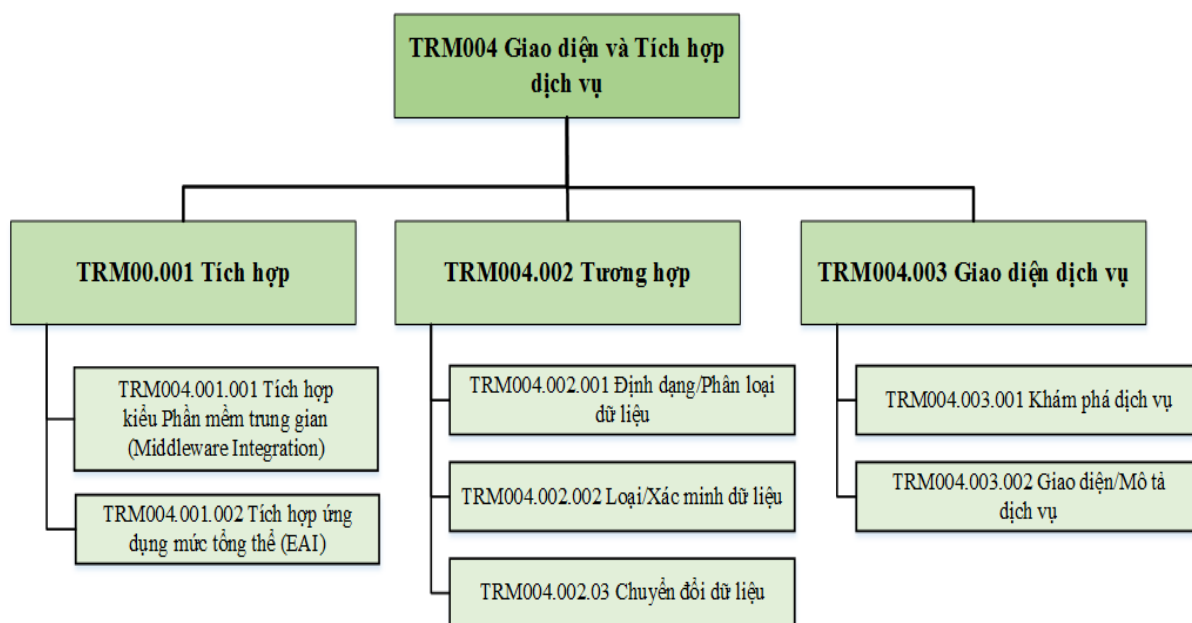 TRM004 Giao diện và Tích hợp
dịch vụ
TRM00.001 Tích hợp
TRM004.002 Tương hợp
TRM004.003 Giao diện dịch vụ
TRM004.001.001 Tích hợp
kiểu Phần mềm trung gian
(Middleware Integration)
TRM004.001.002 Tích hợp ứng
dụng mức tổng thể (EAI)
TRM004.002.001 Định dạng/Phân loại
dữ liệu
TRM004.002.002 Loại/Xác minh dữ liệu
TRM004.002.03 Chuyển đổi dữ liệu
TRM004.003.001 Khám phá dịch vụ
TRM004.003.002 Giao diện/Mô tả
dịch vụ